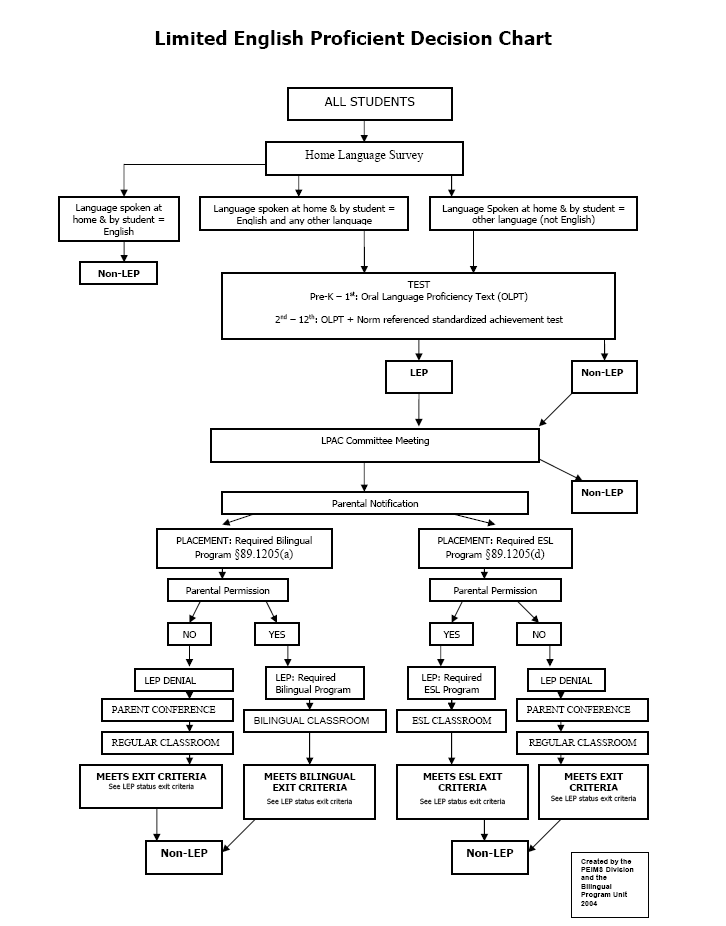 Limited English Proficient Decision Chart
ALL STUDENTS
Home Language Survey
Language spoken at
home & by student =
English
Language spoken at home & by student =
English and any other language
Language Spoken at home & by student =
other language (not English)
Non-LEP
TEST
Pre-K – 1st: Oral Language Proficiency Text (OLPT)
2nd – 12th: OLPT + Norm referenced standardized achievement test
LEP
Non-LEP
LPAC Committee Meeting
Non-LEP
Parental Notification
PLACEMENT: Required Bilingual
Program §89.1205(a)
PLACEMENT: Required ESL
Program §89.1205(d)
Parental Permission
Parental Permission
NO
YES
YES
NO
LEP DENIAL
LEP: Required
Bilingual Program
LEP: Required
ESL Program
LEP DENIAL
PARENT CONFERENCE
BILINGUAL CLASSROOM
ESL CLASSROOM
PARENT CONFERENCE
REGULAR CLASSROOM
REGULAR CLASSROOM
MEETS EXIT CRITERIA
See LEP status exit criteria
MEETS BILINGUAL
EXIT CRITERIA
See LEP status exit criteria
MEETS ESL EXIT
CRITERIA
See LEP status exit criteria
MEETS EXIT
CRITERIA
See LEP status exit criteria
Non-LEP
Non-LEP
Created by the
PEIMS Division
and the
Bilingual
Program Unit
2004